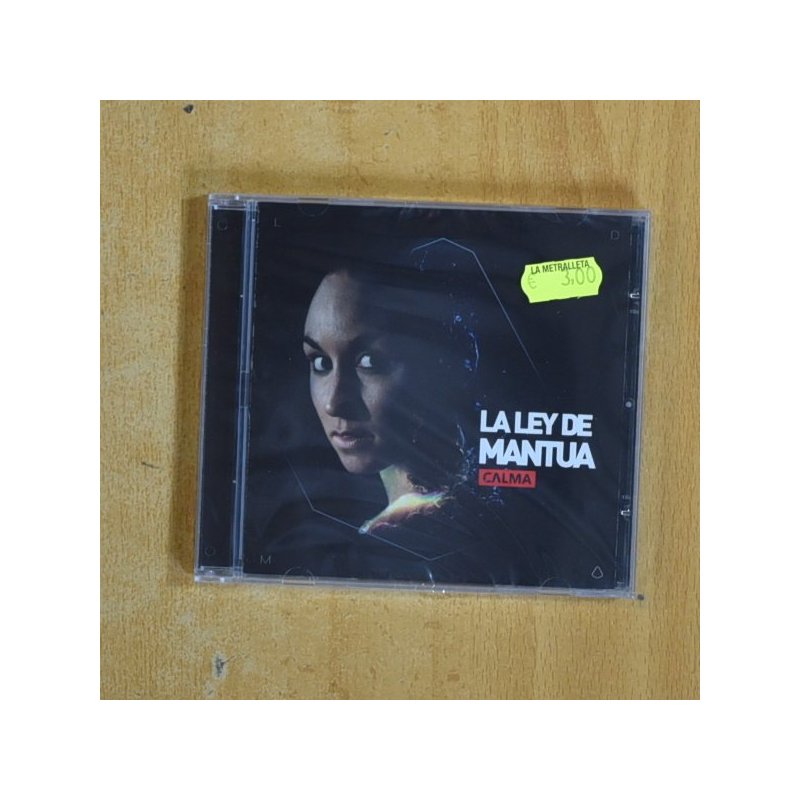 L
D
LA METRALLETA
€ 3,00
LA LEY DE
MANTUA
CALMA
M